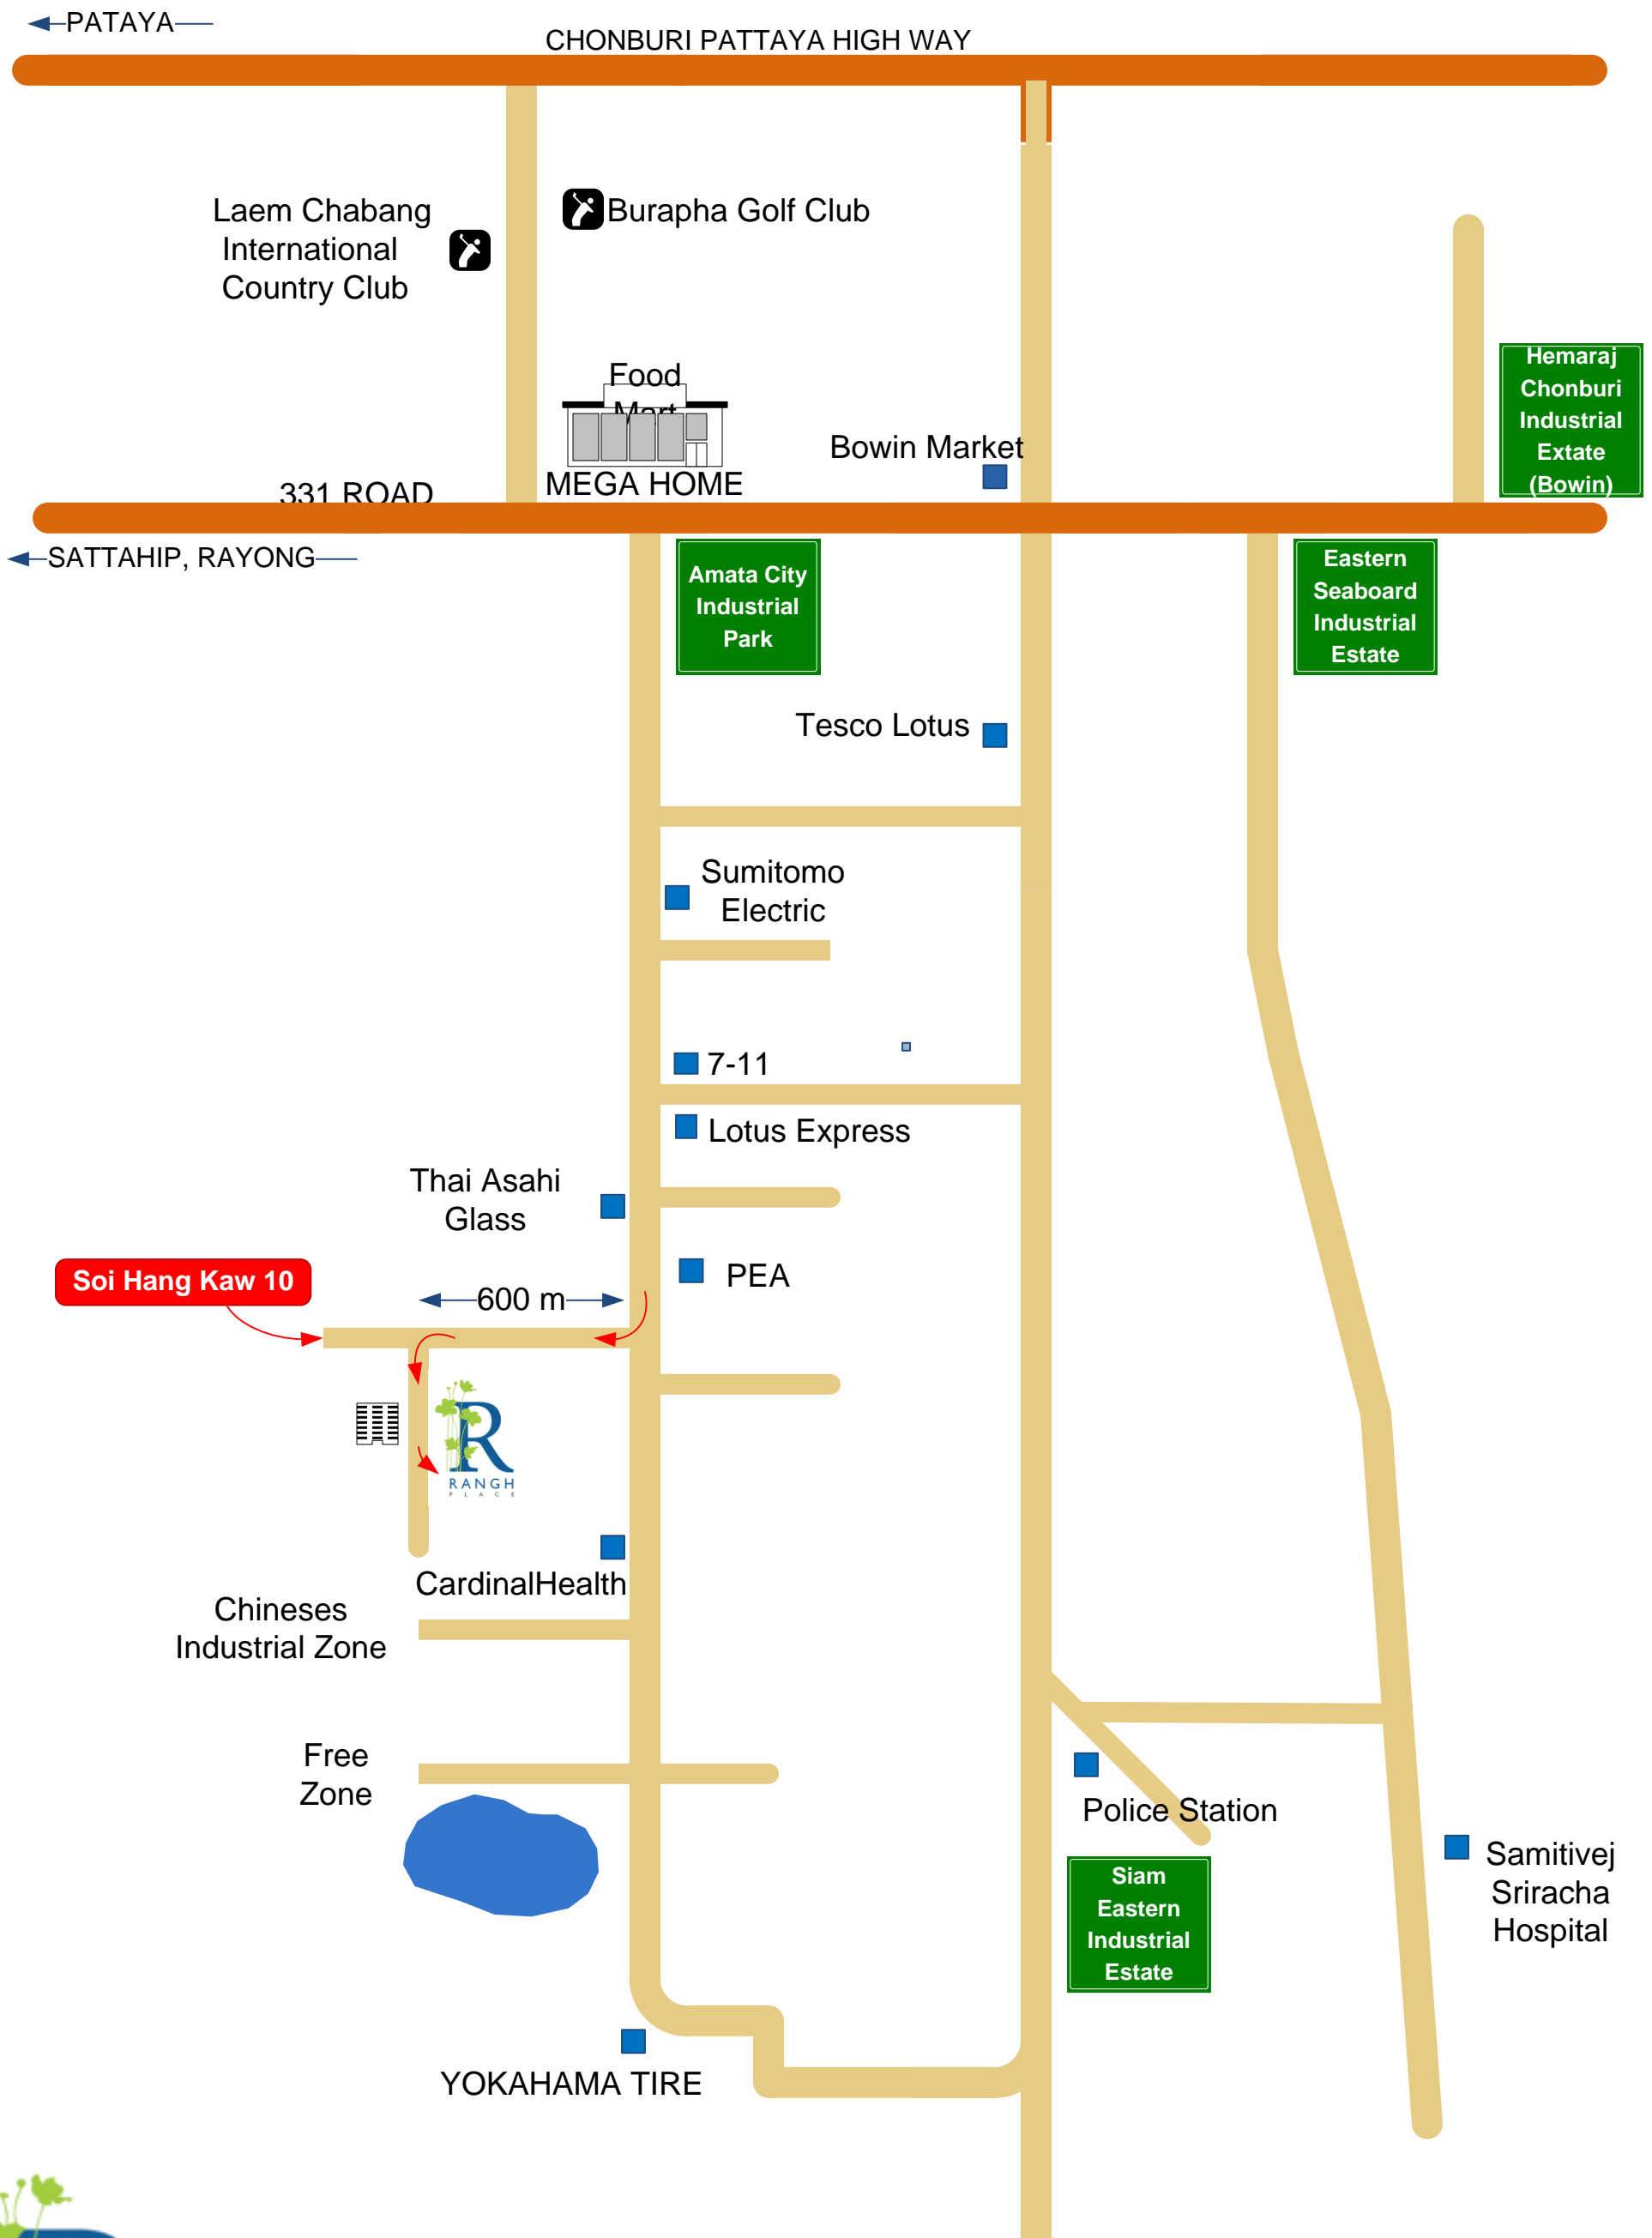 PATAYA
CHONBURI PATTAYA HIGH WAY
Laem Chabang
International
Country Club
Burapha Golf Club
Food
Mart
MEGA HOME
Bowin Market
Hemaraj
Chonburi
Industrial
Extate
(Bowin)
331 ROAD
SATTAHIP, RAYONG
Amata City
Industrial
Park
Eastern
Seaboard
Industrial
Estate
Tesco Lotus
Sumitomo
Electric
7-11
Lotus Express
Thai Asahi
Glass
PEA
Soi Hang Kaw 10
600 m
R
RANGH
PLACE
CardinalHealth
Chineses
Industrial Zone
Free
Zone
Police Station
Siam
Eastern
Industrial
Estate
Samitivej
Sriracha
Hospital
YOKAHAMA TIRE